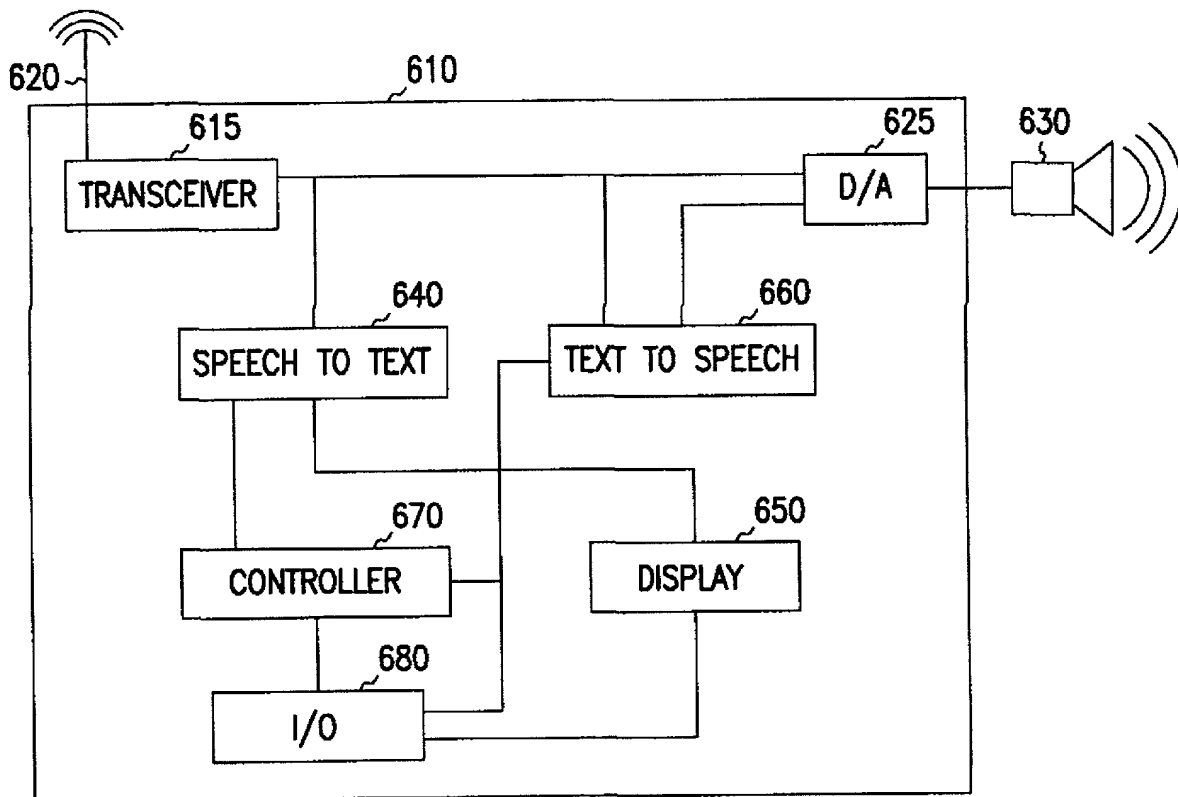 620
610
615
TRANSCEIVER
625
D/A
630
640
SPEECH TO TEXT
660
TEXT TO SPEECH
670
CONTROLLER
650
DISPLAY
680
I/O